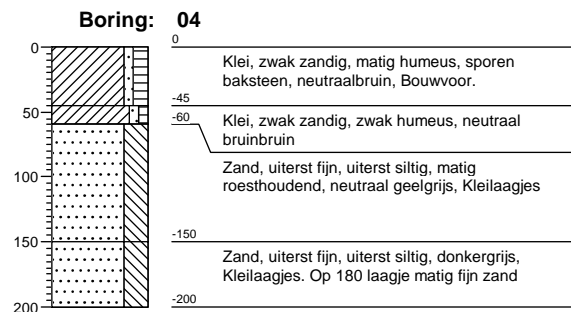 Boring: 04
0
0
Klei, zwak zandig, matig humeus, sporen
baksteen, neutraalbruin, Bouwvoor.
-45
50
Klei, zwak zandig, zwak humeus, neutraal
bruinbruin
-60
Zand, uiterst fijn, uiterst siltig, matig
roesthoudend, neutraal geelgrijs, Kleilaagjes
100
-150
150
Zand, uiterst fijn, uiterst siltig, donkergrijs,
Kleilaagjes. Op 180 laagje matig fijn zand
-200
200